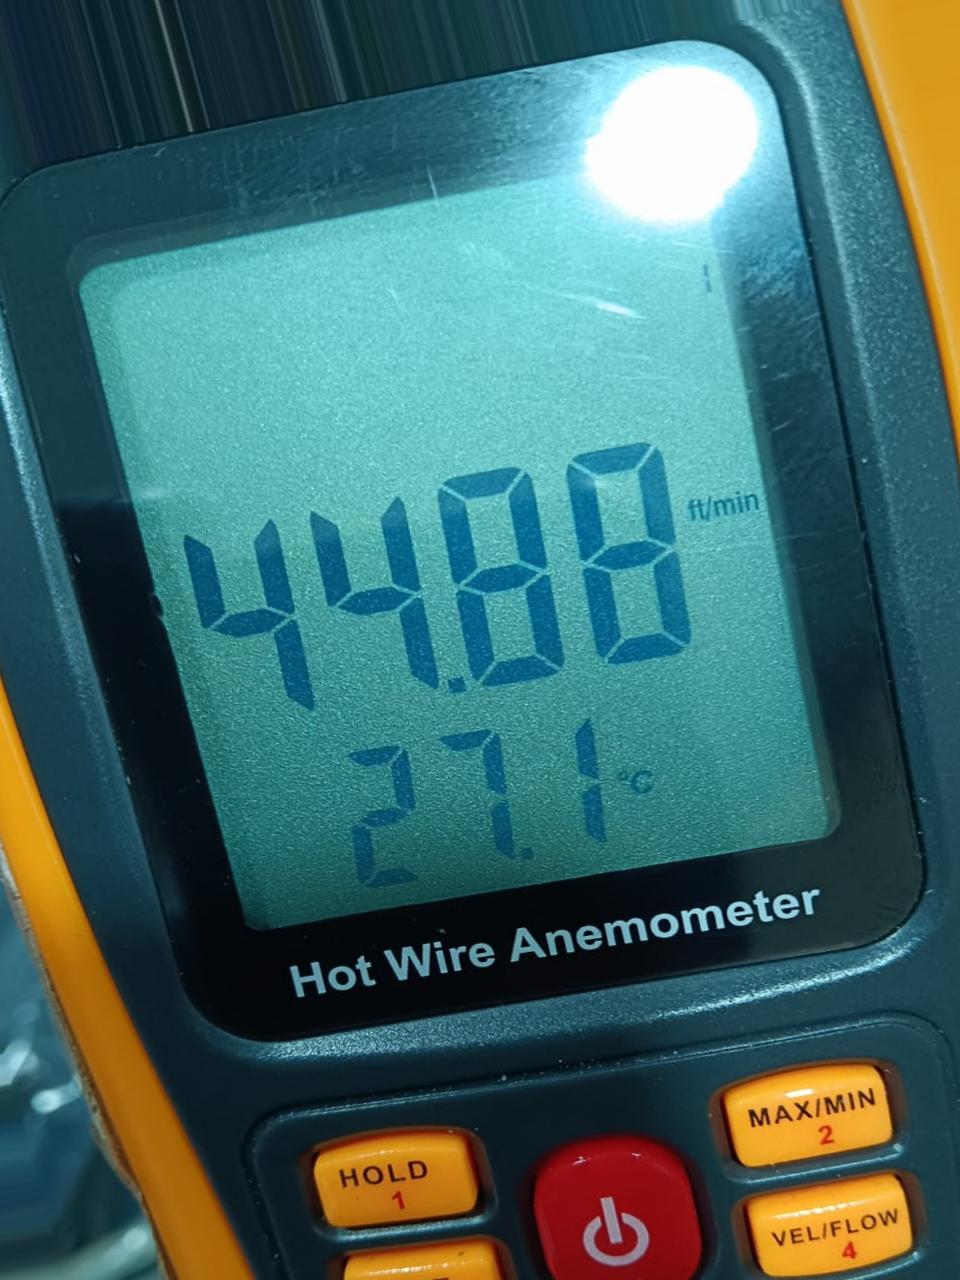 44.88 ft/min
27.1 °C
Hot Wire Anemometer
MAX/MIN
2
HOLD
1
VEL/FLOW
4